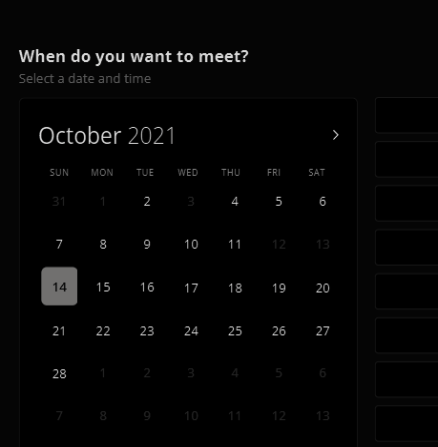 When do you want to meet?
Select a date and time
October 2021
SUN MON TUE WED THU FRI SAT
31 1 2 3 4 5 6
7 8 9 10 11 12 13
14 15 16 17 18 19 20
21 22 23 24 25 26 27
28 1 2 3 4 5 6
7 8 9 10 11 12 13